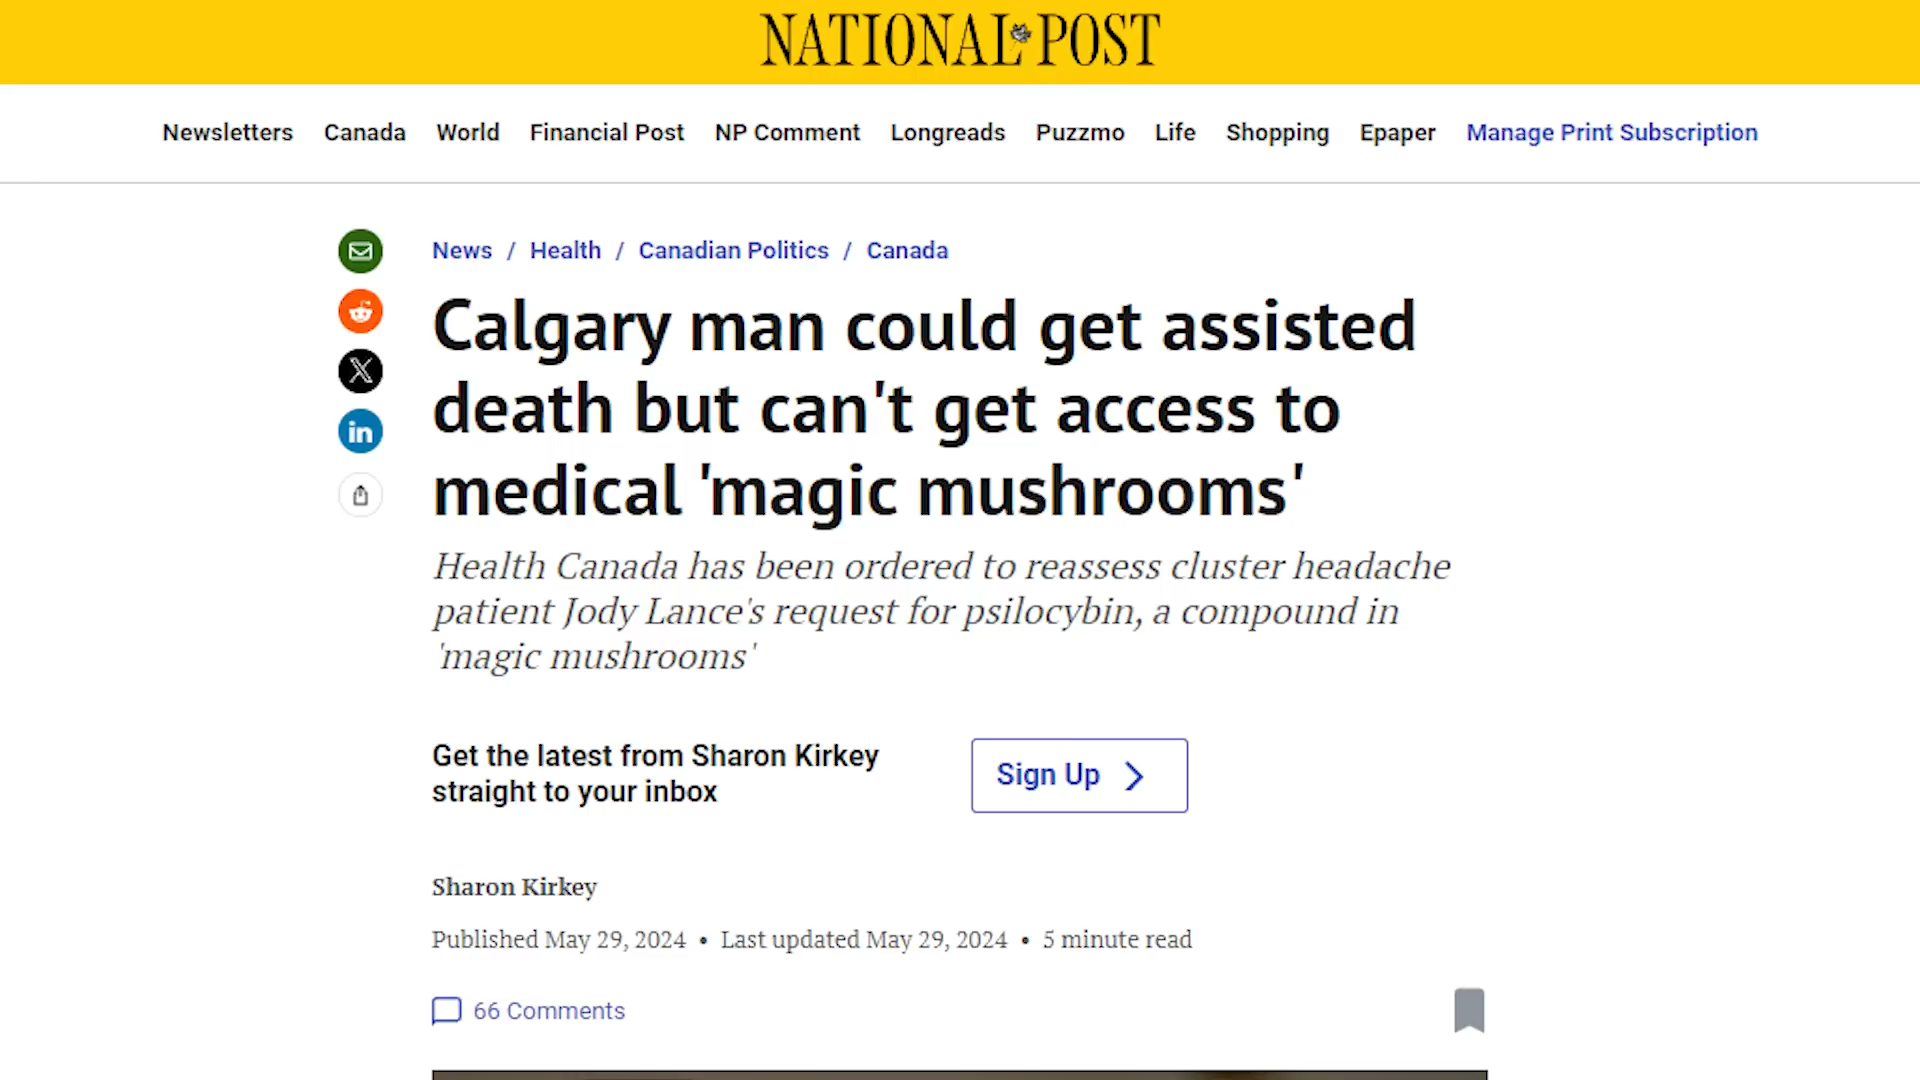 NATIONAL POST
Newsletters Canada World Financial Post NP Comment Longreads Puzzmo Life Shopping Epaper Manage Print Subscription
News / Health / Canadian Politics / Canada
Calgary man could get assisted
death but can't get access to
medical 'magic mushrooms'
Health Canada has been ordered to reassess cluster headache
patient Jody Lance's request for psilocybin, a compound in
'magic mushrooms'
Get the latest from Sharon Kirkey
straight to your inbox
Sign Up
Sharon Kirkey
Published May 29, 2024 • Last updated May 29, 2024 • 5 minute read
66 Comments